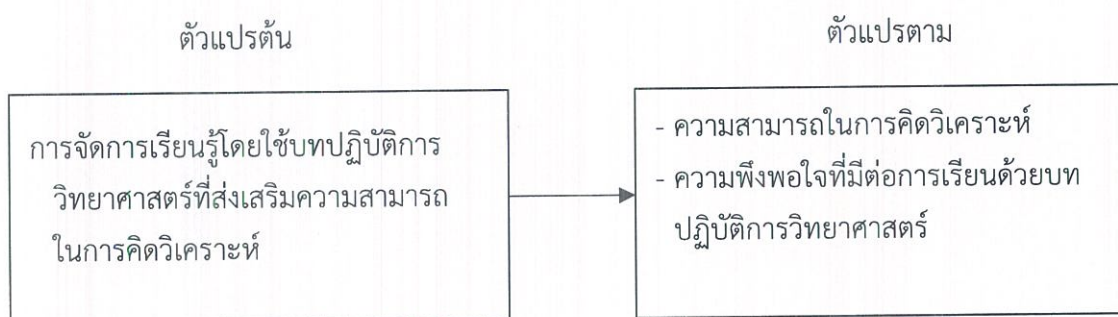 ตัวแปรต้น
ตัวแปรตาม
การจัดการเรียนรู้โดยใช้บทปฏิบัติการ
วิทยาศาสตร์ที่ส่งเสริมความสามารถ
ในการคิดวิเคราะห์
- ความสามารถในการคิดวิเคราะห์
- ความพึงพอใจที่มีต่อการเรียนด้วยบท
ปฏิบัติการวิทยาศาสตร์